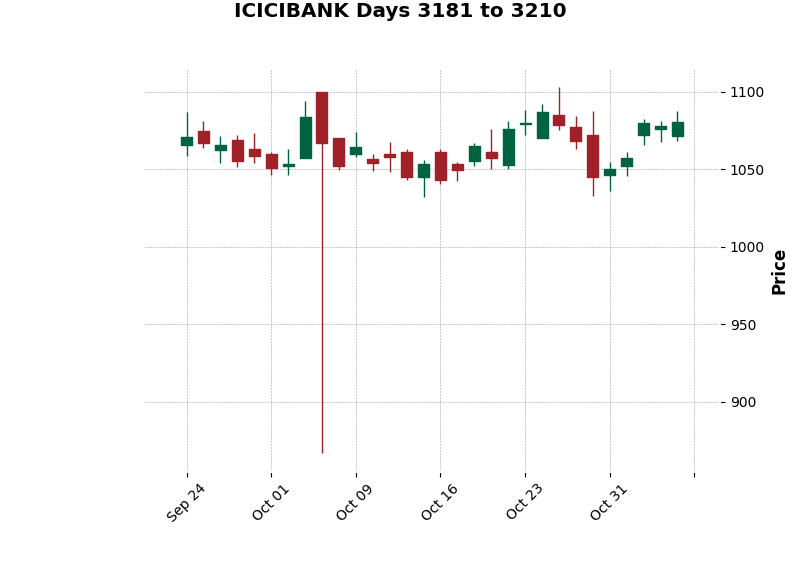 ICICIBANK Days 3181 to 3210
1100
1050
1000
950
900
Price
Sep 24
Oct 01
Oct 09
Oct 16
Oct 23
Oct 31